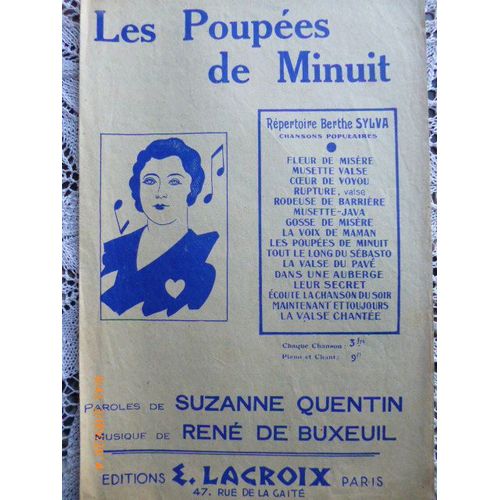 Les Poupées
de Minuit
Répertoire Berthe SYLVA
CHANSONS POPULAIRES
FLEUR DE MISÈRE
MUSETTE VALSE
CŒUR DE VOYOU
RUPTURE, valse
RODEUSE DE BARRIÈRE
MUSETTE-JAVA
GOSSE DE MISÈRE
LA VOIX DE MAMAN
LES POUPÉES DE MINUIT
TOUT LE LONG DU SÉBASTO
LA VALSE DU PAVÉ
DANS UNE AUBERGE
LEUR SECRET
ÉCOUTE LA CHANSON DU SOIR
MAINTENANT ET TOUJOURS
LA VALSE CHANTÉE
Chaque Chanson : 3
Piano et Chant : 9
PAROLES DE SUZANNE QUENTIN
MUSIQUE DE RENÉ DE BUXEUIL
EDITIONS E. LACROIX PARIS
47. RUE DE LA GAITÉ